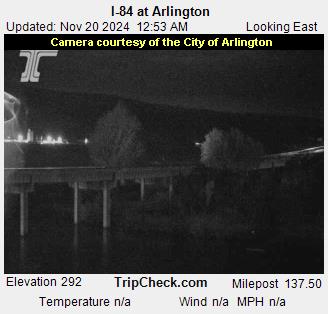 I-84 at Arlington
Updated: Nov 20 2024 12:53 AM Looking East
Camera courtesy of the City of Arlington
Elevation 292 TripCheck.com Milepost 137.50
Temperature n/a Wind n/a MPH n/a